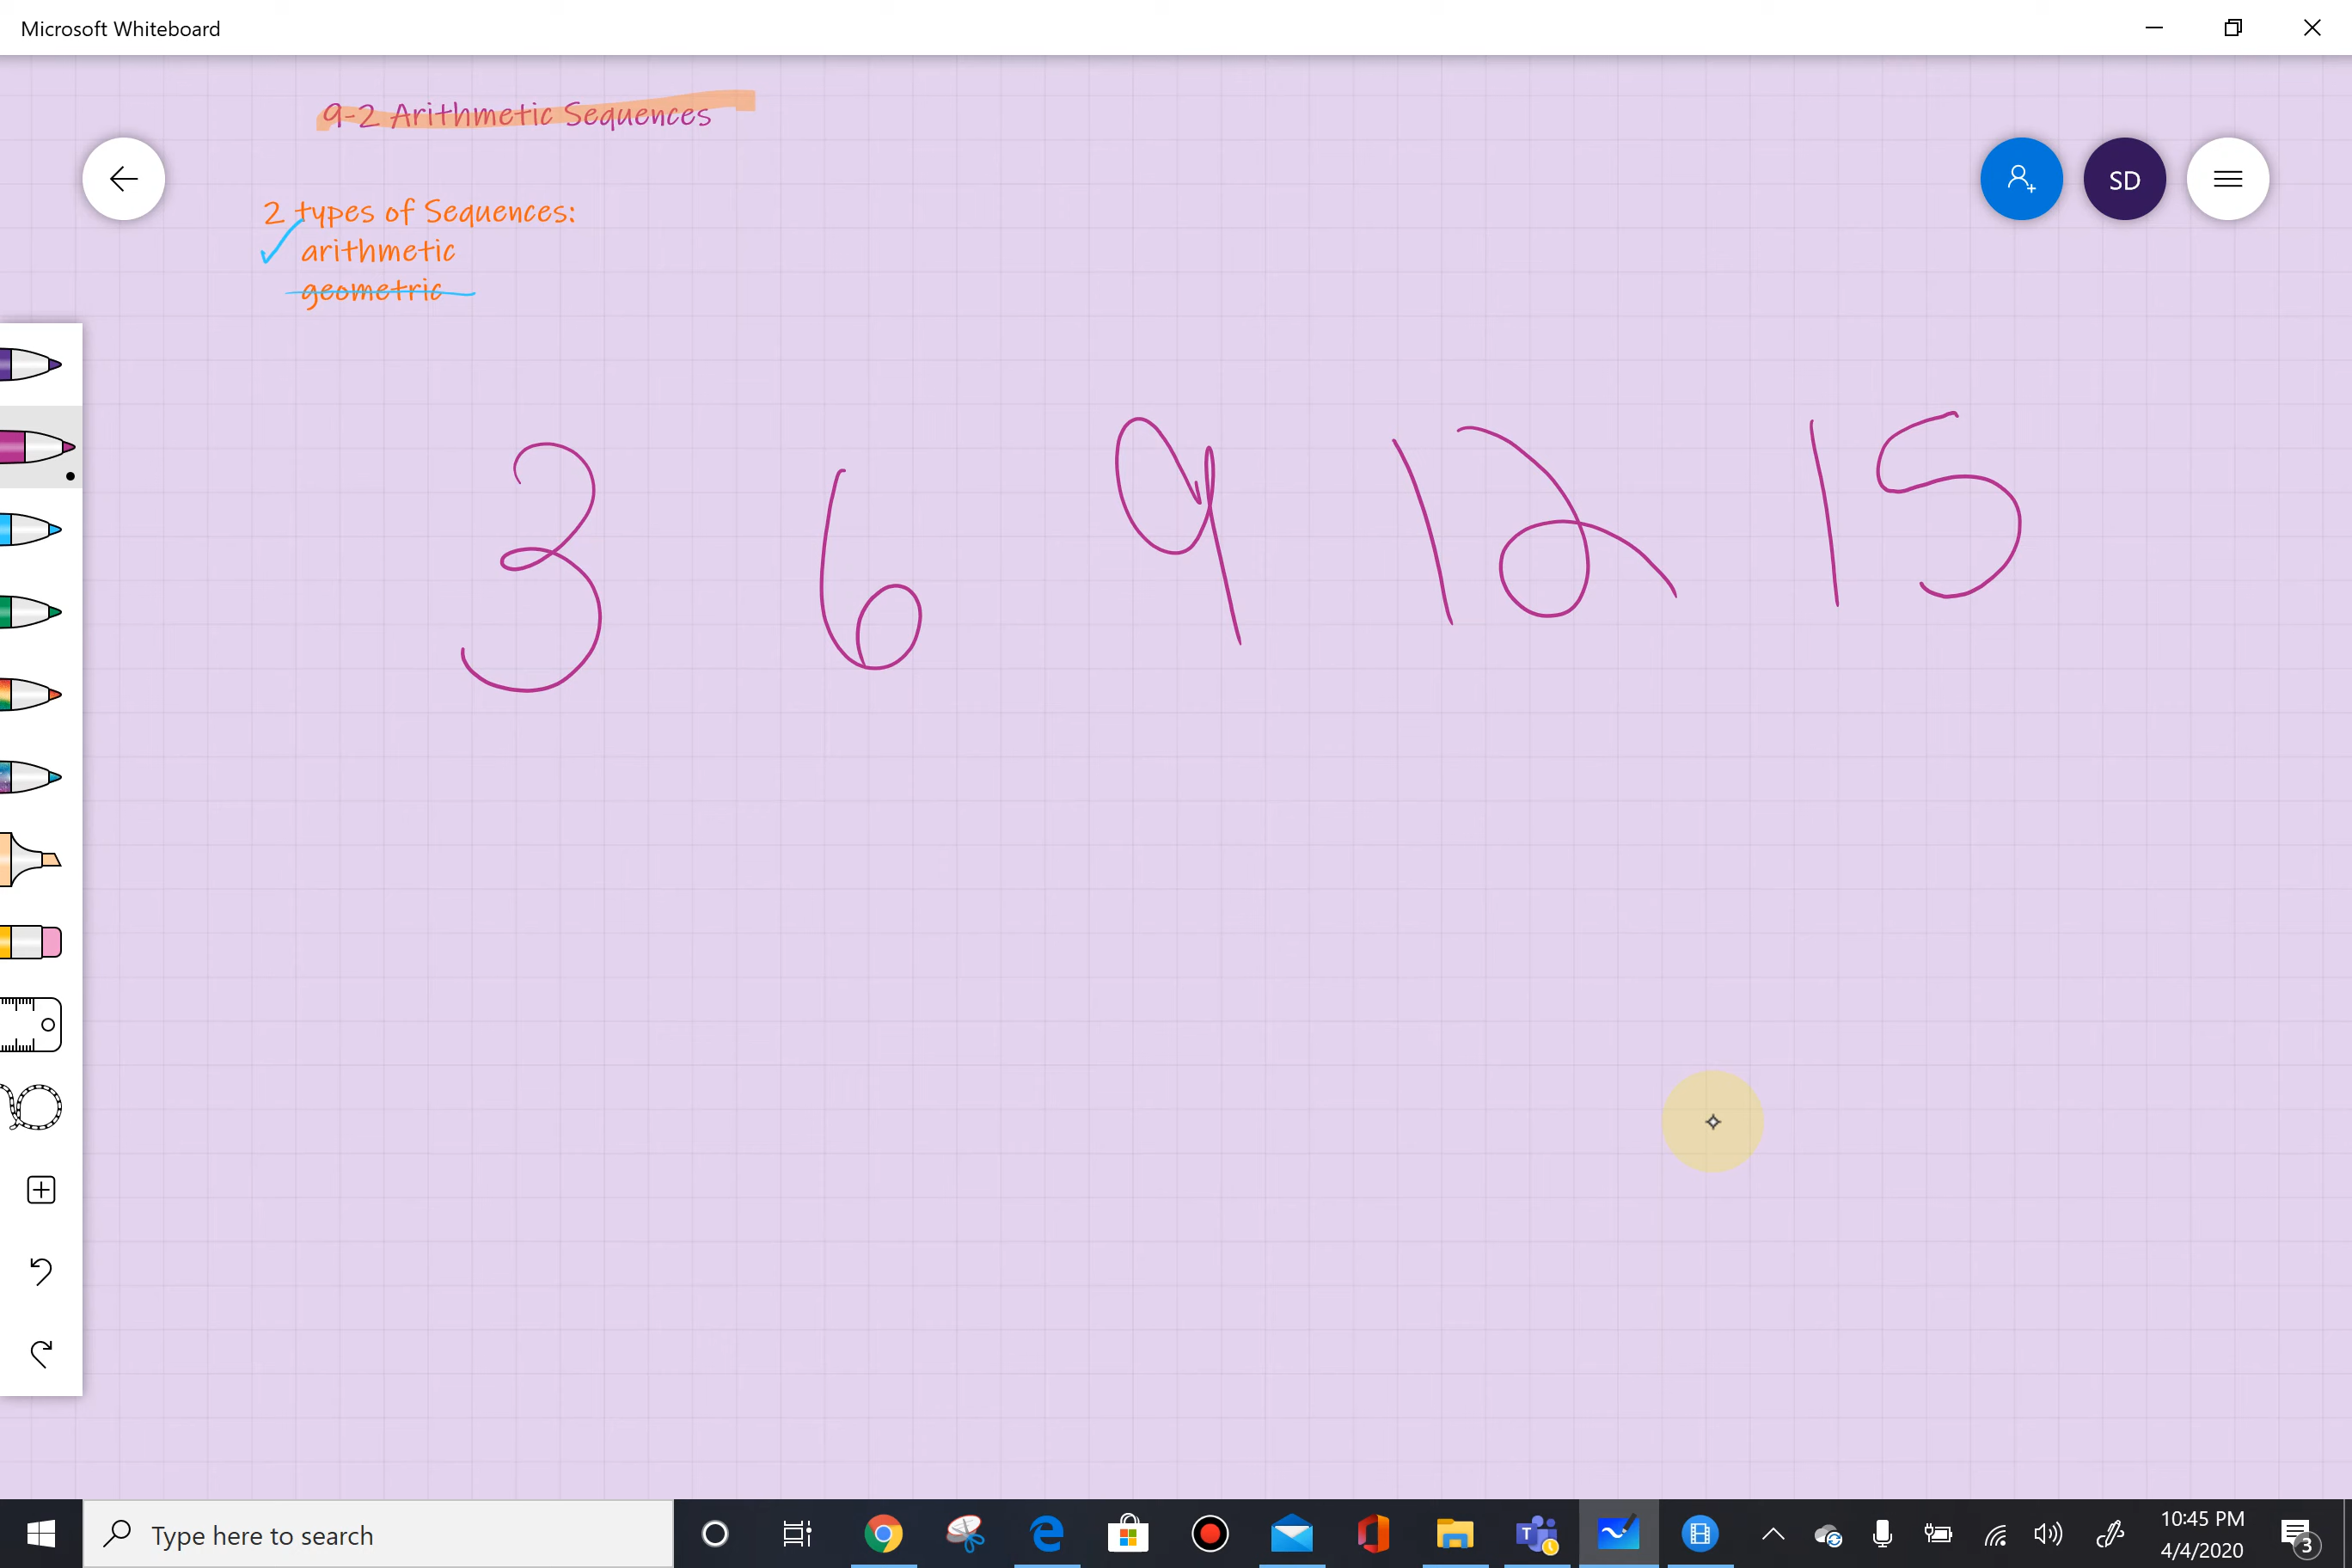 Microsoft Whiteboard
9-2 Arithmetic Sequences
SD
2 types of Sequences:
arithmetic
geometric
3 6 9 12 15
Type here to search
10:45 PM
4/4/2020
3